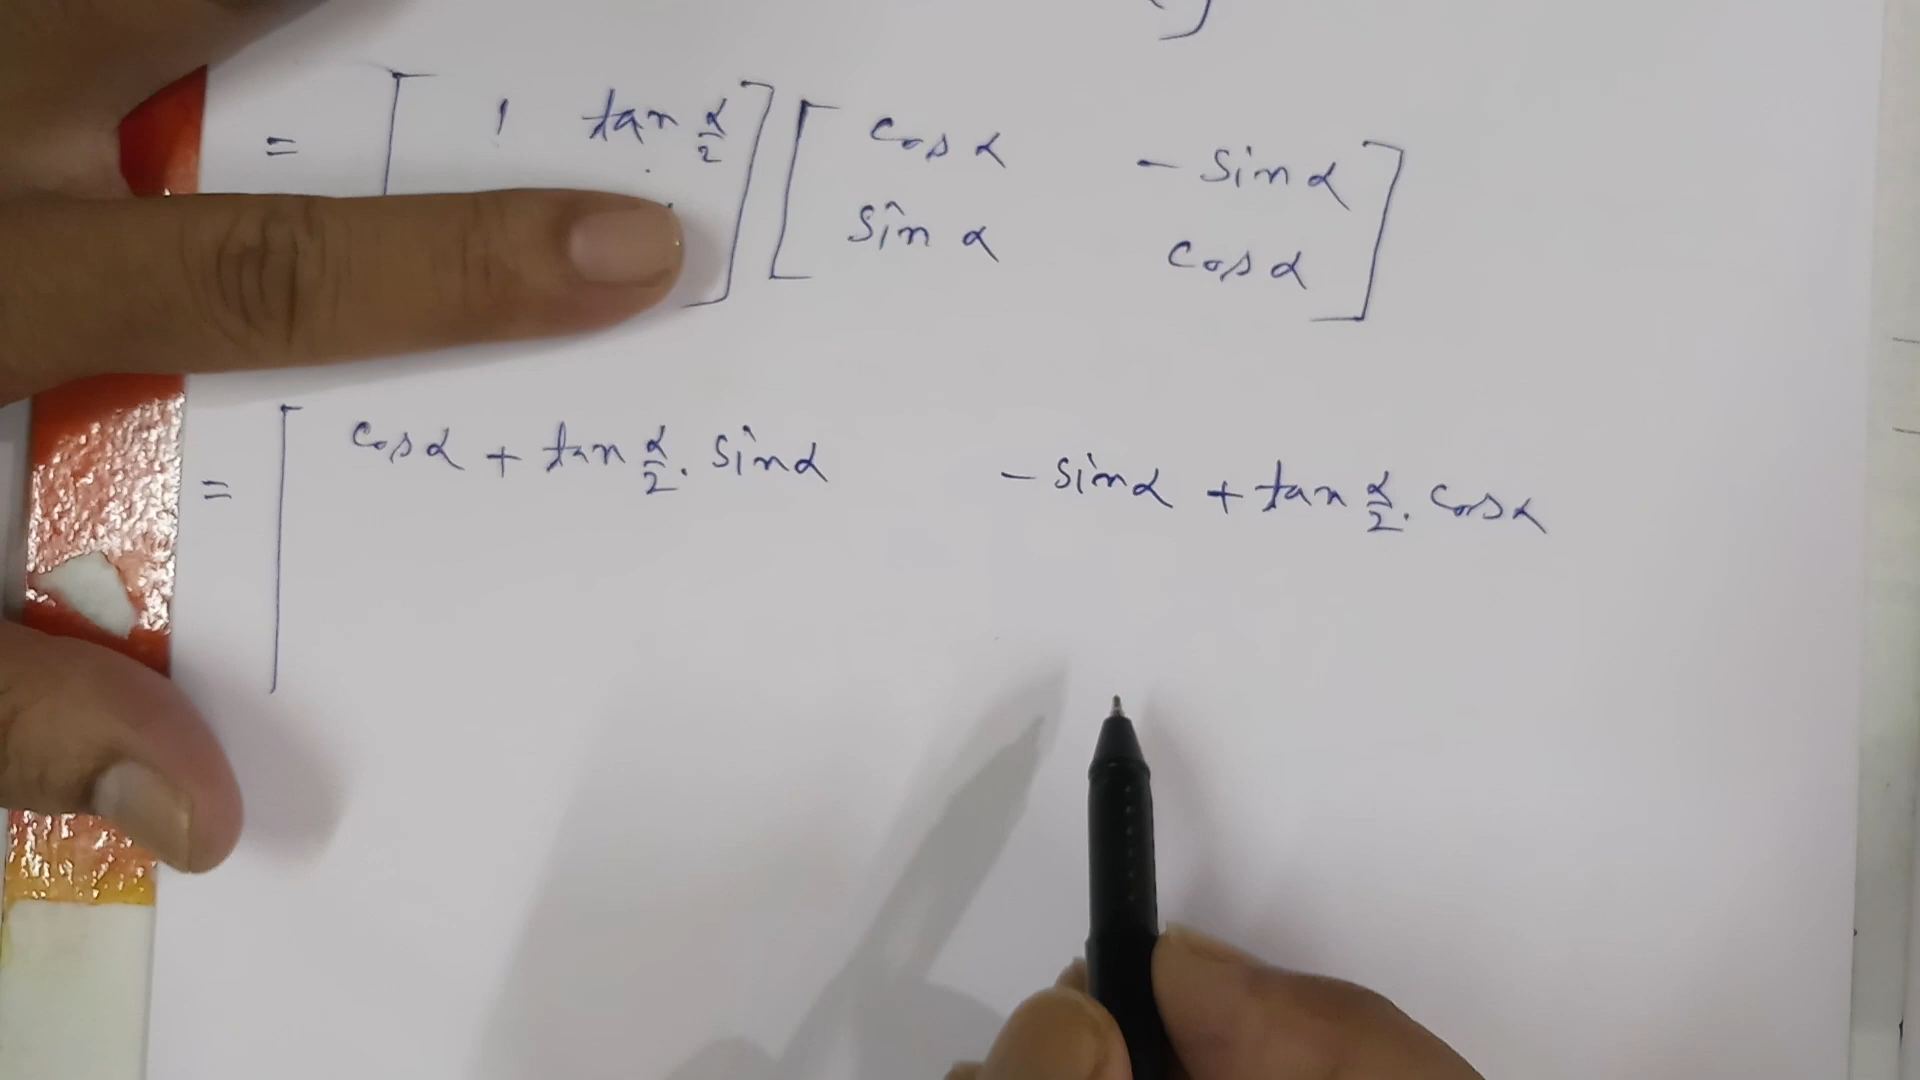 = [ 1 tan α/2 ] [ cos α - sin α
sin α cos α ]
= [ cos α + tan α/2 . sin α - sin α + tan α/2 . cos α